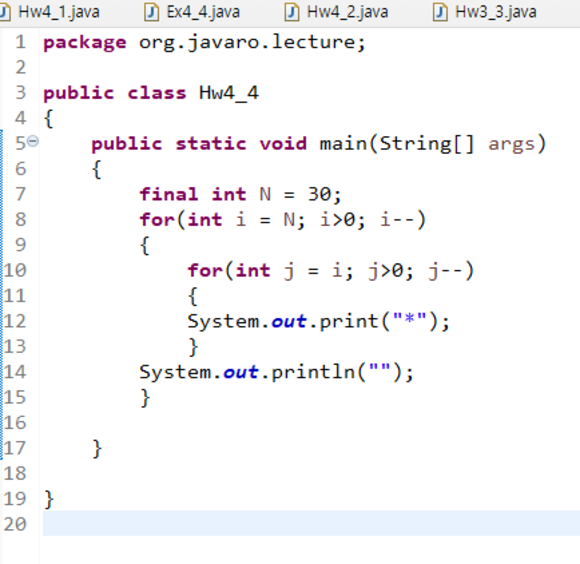 Hw4_1.java Ex4_4.java Hw4_2.java Hw3_3.java
1 package org.javaro.lecture;
2
3 public class Hw4_4
4 {
5 public static void main(String[] args)
6 {
7 final int N = 30;
8 for(int i = N; i>0; i--)
9 {
10 for(int j = i; j>0; j--)
11 {
12 System.out.print("*");
13 }
14 System.out.println("");
15 }
16
17 }
18
19 }
20